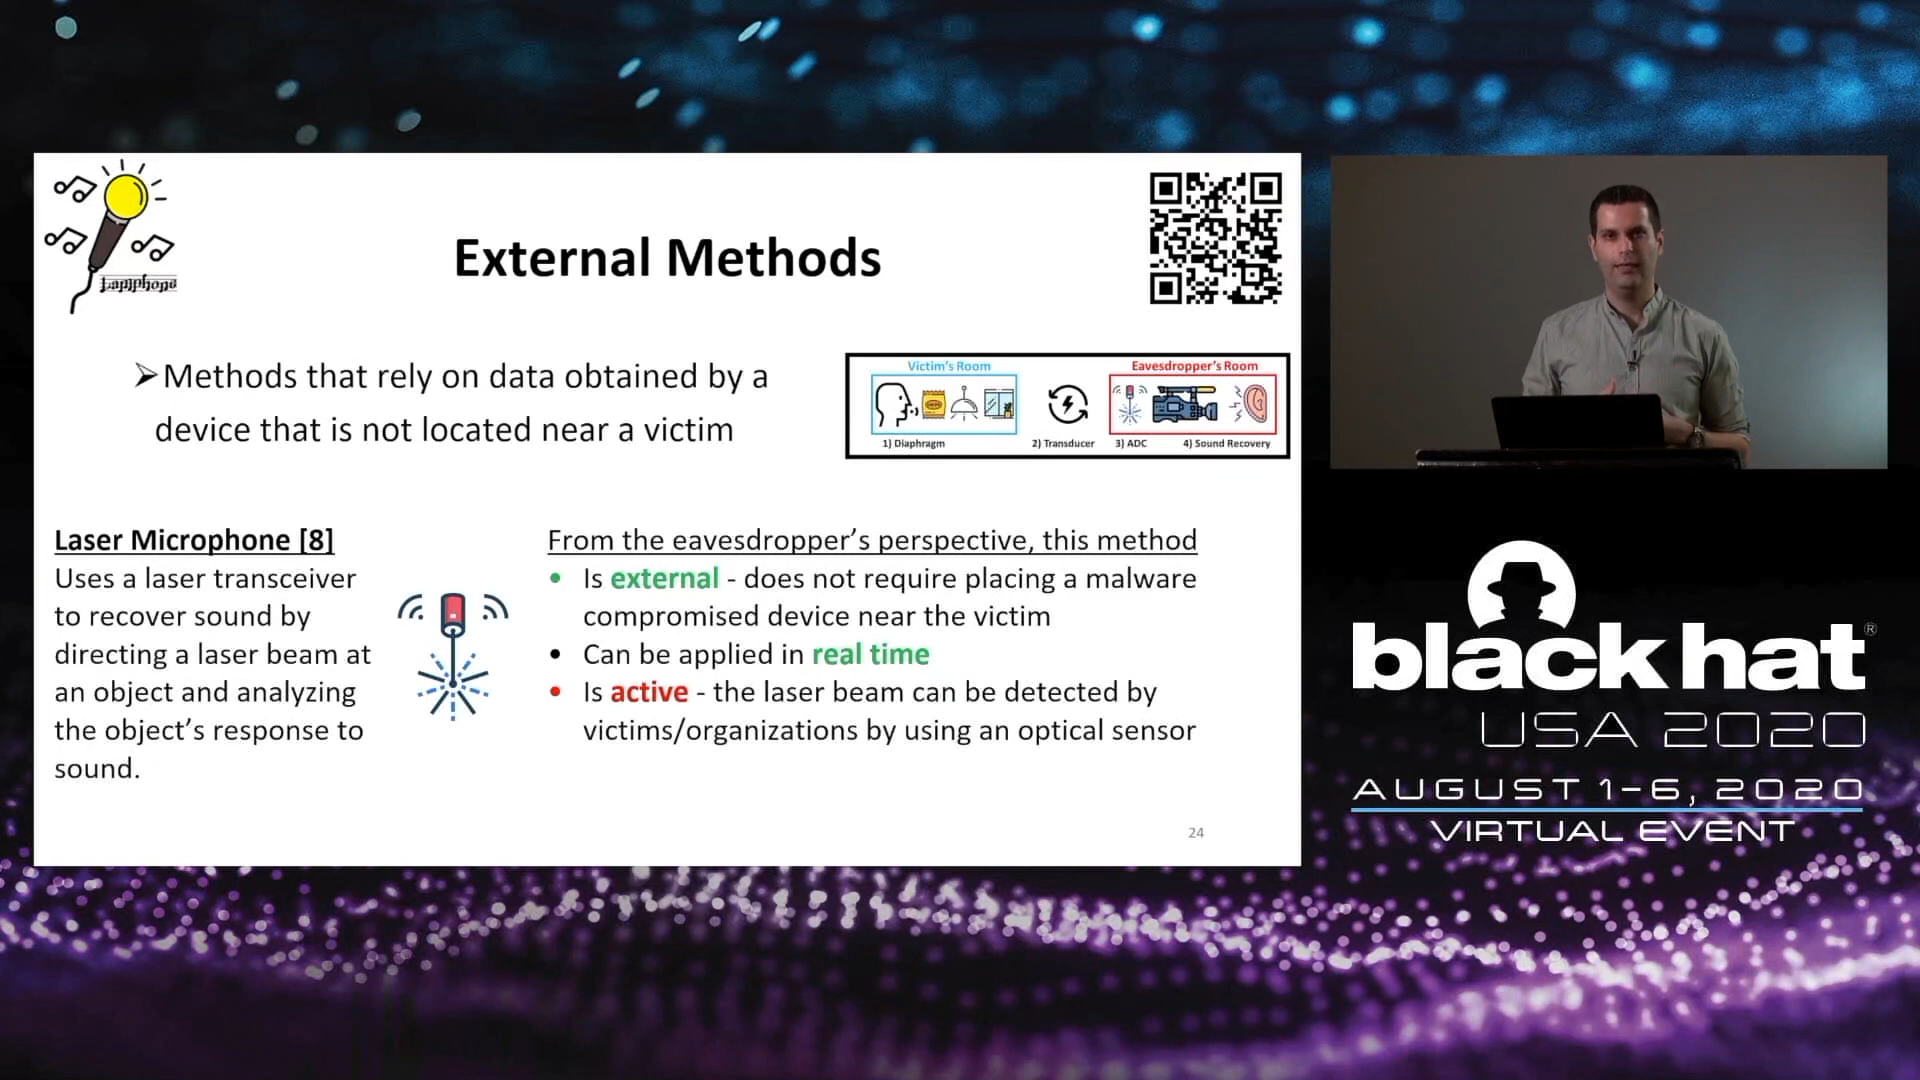 Lamphone
External Methods
➢Methods that rely on data obtained by a
device that is not located near a victim
Victim's Room
Eavesdropper's Room
1) Diaphragm
2) Transducer
3) ADC
4) Sound Recovery
Laser Microphone [8]
Uses a laser transceiver
to recover sound by
directing a laser beam at
an object and analyzing
the object's response to
sound.
From the eavesdropper's perspective, this method
• Is external - does not require placing a malware
compromised device near the victim
• Can be applied in real time
• Is active - the laser beam can be detected by
victims/organizations by using an optical sensor
24
black hat®
USA 2020
AUGUST 1-6, 2020
VIRTUAL EVENT